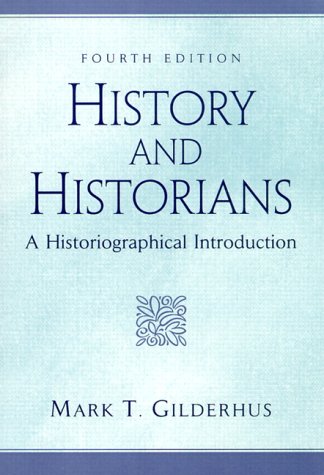 FOURTH EDITION
HISTORY
AND
HISTORIANS
A Historiographical Introduction
MARK T. GILDERHUS